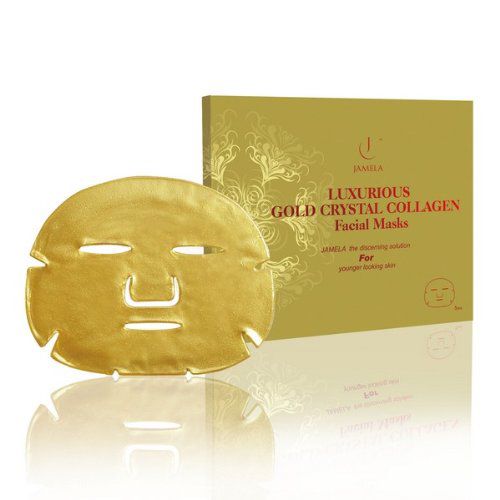 J
JAMELA
LUXURIOUS
GOLD CRYSTAL COLLAGEN
Facial Masks
JAMELA the discerning solution
For
younger looking skin